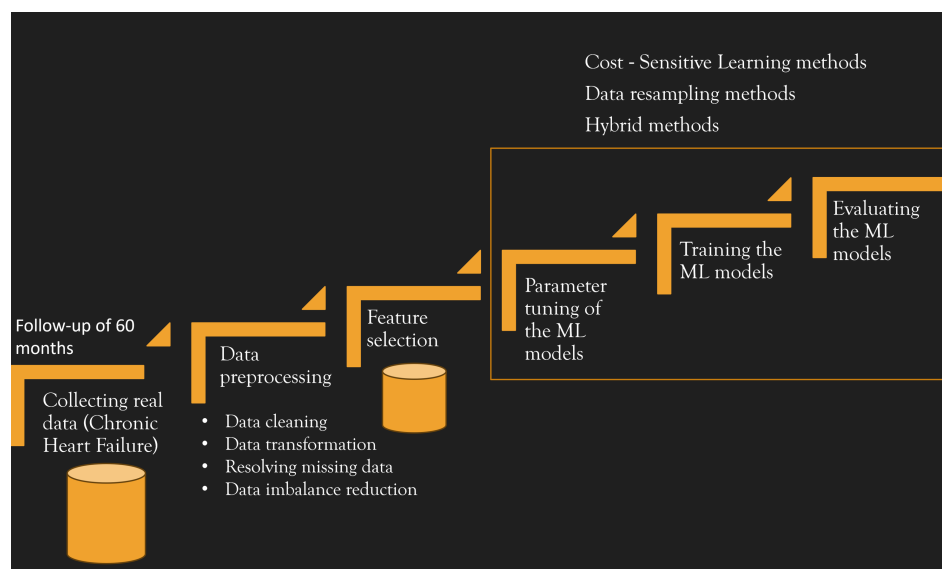 Cost - Sensitive Learning methods
Data resampling methods
Hybrid methods
Follow-up of 60
months
Collecting real
data (Chronic
Heart Failure)
Data
preprocessing
• Data cleaning
• Data transformation
• Resolving missing data
• Data imbalance reduction
Feature
selection
Parameter
tuning of
the ML
models
Training the
ML models
Evaluating
the ML
models